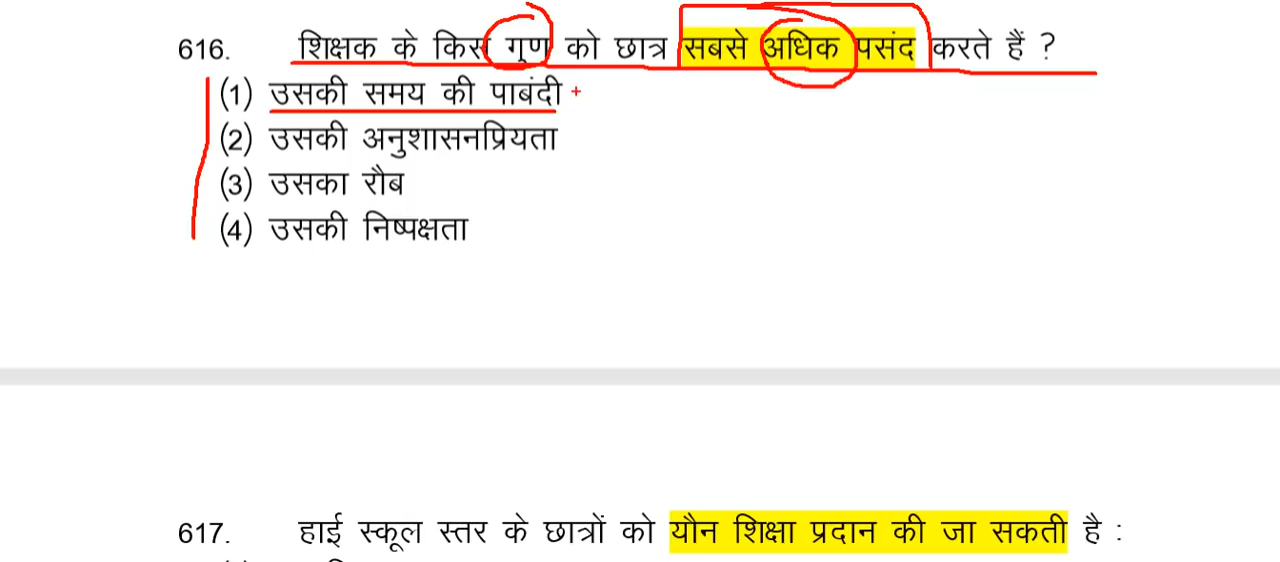 616. शिक्षक के किस गुण को छात्र सबसे अधिक पसंद करते हैं ?
(1) उसकी समय की पाबंदी
(2) उसकी अनुशासनप्रियता
(3) उसका रौब
(4) उसकी निष्पक्षता
617. हाई स्कूल स्तर के छात्रों को यौन शिक्षा प्रदान की जा सकती है :